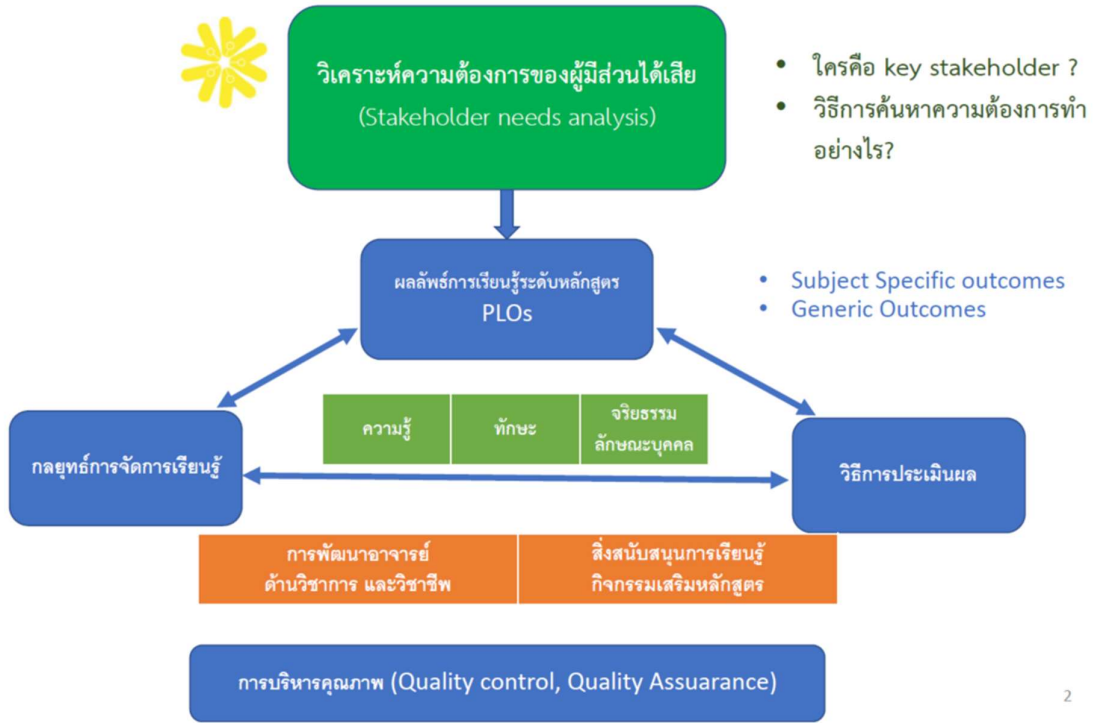 วิเคราะห์ความต้องการของผู้มีส่วนได้เสีย
(Stakeholder needs analysis)
• ใครคือ key stakeholder ?
• วิธีการค้นหาความต้องการทำ
อย่างไร?
ผลลัพธ์การเรียนรู้ระดับหลักสูตร
PLOs
• Subject Specific outcomes
• Generic Outcomes
ความรู้
ทักษะ
จริยธรรม
ลักษณะบุคคล
กลยุทธ์การจัดการเรียนรู้
วิธีการประเมินผล
การพัฒนาอาจารย์
ด้านวิชาการ และวิชาชีพ
สิ่งสนับสนุนการเรียนรู้
กิจกรรมเสริมหลักสูตร
การบริหารคุณภาพ (Quality control, Quality Assuarance)
2